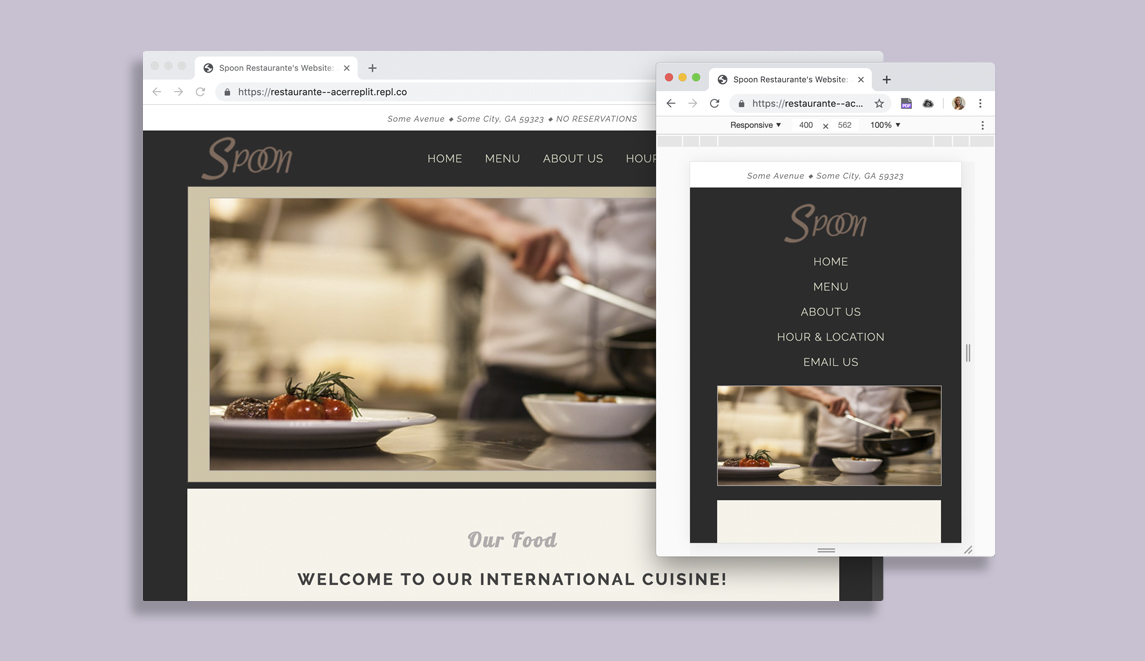 Spoon Restaurante's Website:
https://restaurante--acerreplit.repl.co
Some Avenue ⬥ Some City, GA 59323 ⬥ NO RESERVATIONS
Spoon
HOME MENU ABOUT US HOUR
Our Food
WELCOME TO OUR INTERNATIONAL CUISINE!
Spoon Restaurante's Website:
https://restaurante--ac...
PDF
Responsive ▼ 400 x 562 100% ▼
Some Avenue ⬥ Some City, GA 59323
Spoon
HOME
MENU
ABOUT US
HOUR & LOCATION
EMAIL US